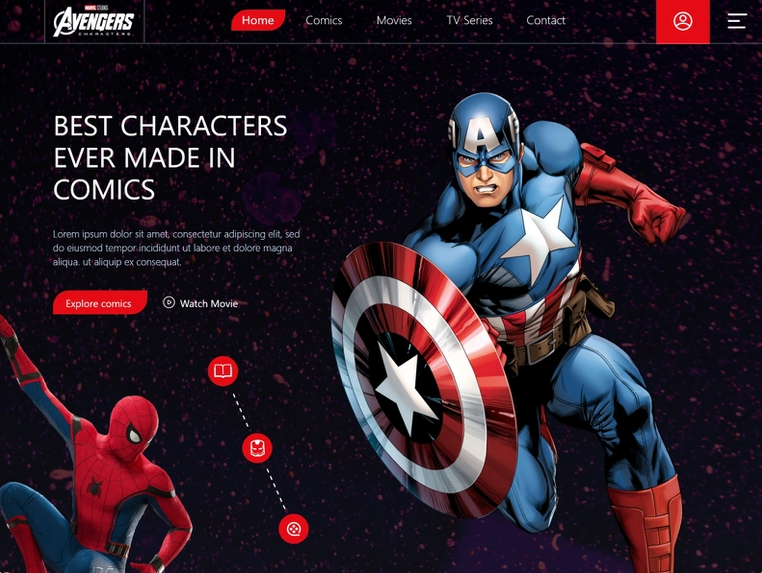 MARVEL STUDIOS
AVENGERS
CHARACTERS
Home
Comics
Movies
TV Series
Contact
BEST CHARACTERS
EVER MADE IN
COMICS
Lorem ipsum dolor sit amet, consectetur adipiscing elit, sed
do eiusmod tempor incididunt ut labore et dolore magna
aliqua. ut aliquip ex consequat.
Explore comics
Watch Movie
A